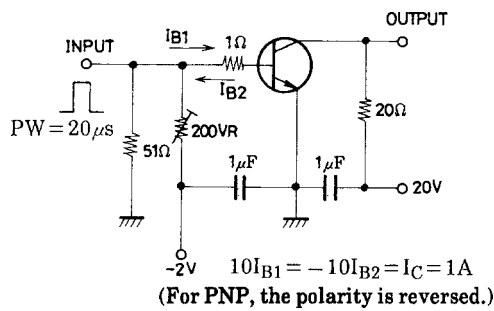 OUTPUT
INPUT
IB1
1Ω
IB2
PW=20μs
51Ω
200VR
20Ω
1μF
1μF
20V
-2V
10IB1=-10IB2=IC=1A
(For PNP, the polarity is reversed.)